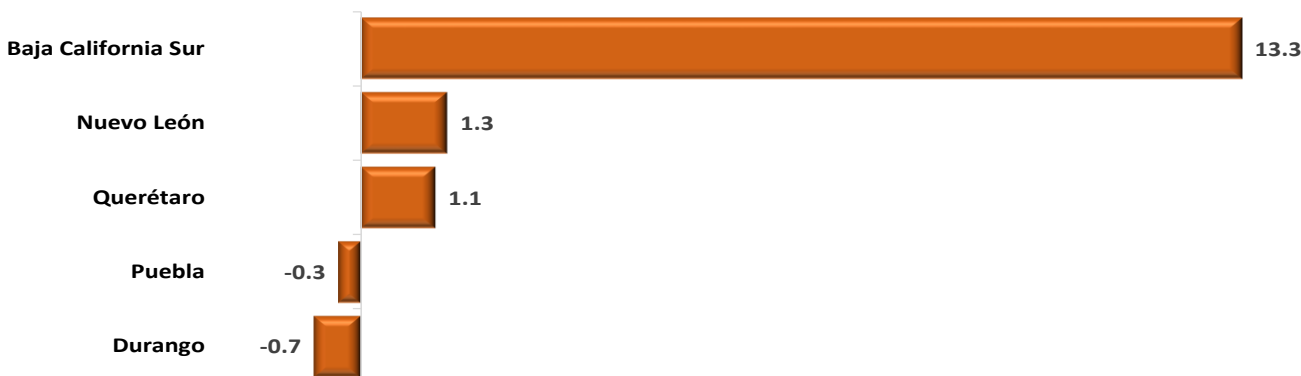 Baja California Sur 13.3
Nuevo León 1.3
Querétaro 1.1
Puebla -0.3
Durango -0.7